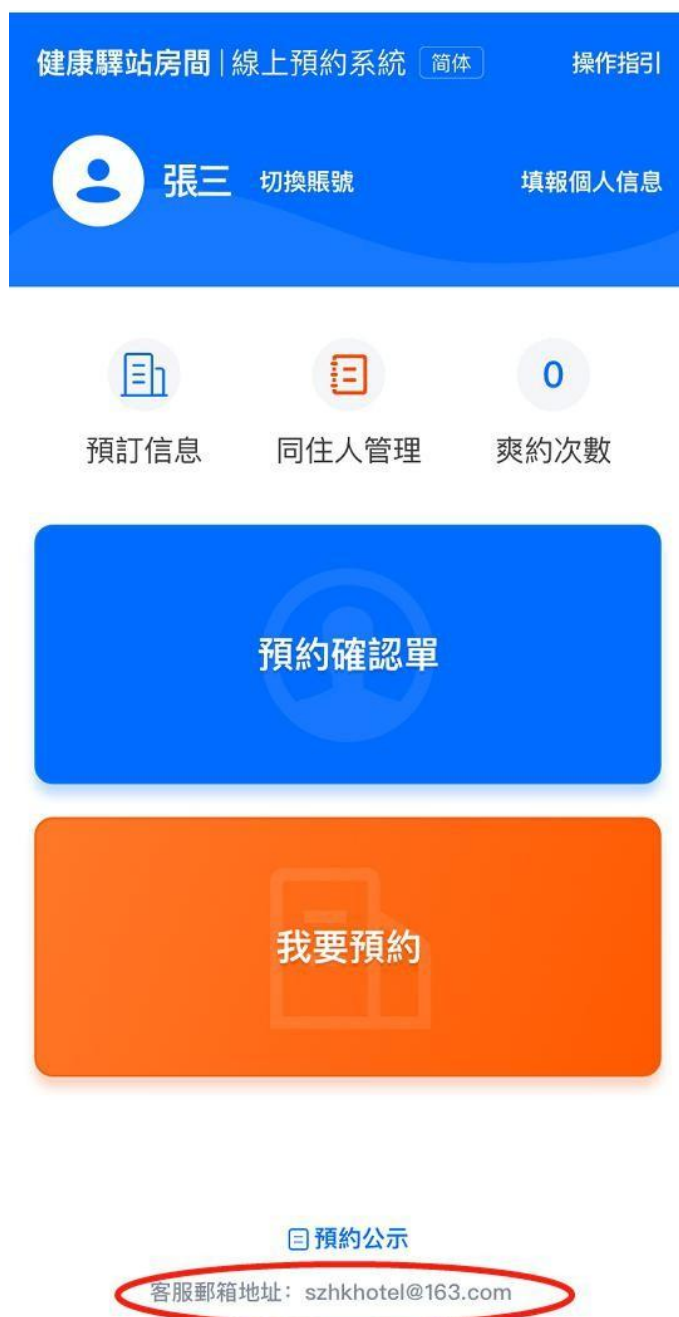 健康驛站房間|線上預約系統 简体 操作指引
張三 切換賬號 填報個人信息
0
預訂信息 同住人管理 爽約次數
預約確認單
我要預約
預約公示
客服郵箱地址：szhkhotel@163.com